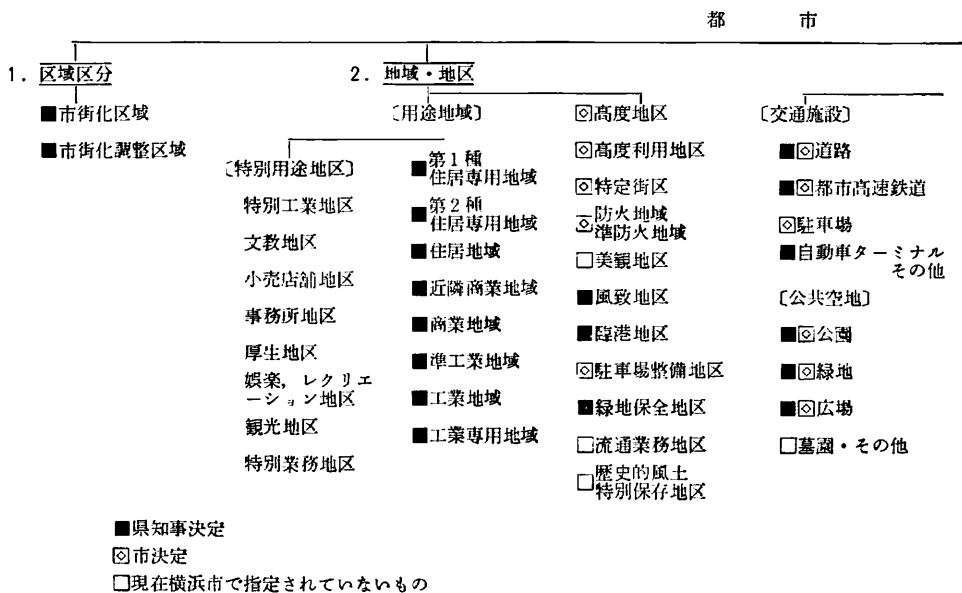 都 市
1. 区域区分
■市街化区域
■市街化調整区域
2. 地域・地区
〔用途地域〕
〔特別用途地区〕
特別工業地区
文教地区
小売店舗地区
事務所地区
厚生地区
娯楽，レクリエ
ーション地区
観光地区
特別業務地区
■第1種
住居専用地域
■第2種
住居専用地域
■住居地域
■近隣商業地域
■商業地域
■準工業地域
■工業地域
■工業専用地域
◈高度地区
◈高度利用地区
◈特定街区
◈防火地域
準防火地域
□美観地区
■風致地区
■臨港地区
◈駐車場整備地区
■緑地保全地区
□流通業務地区
□歴史的風土
特別保存地区
〔交通施設〕
■◈道路
■◈都市高速鉄道
◈駐車場
■自動車ターミナル
その他
〔公共空地〕
■◈公園
■◈緑地
■◈広場
□墓園・その他
■県知事決定
◈市決定
□現在横浜市で指定されていないもの